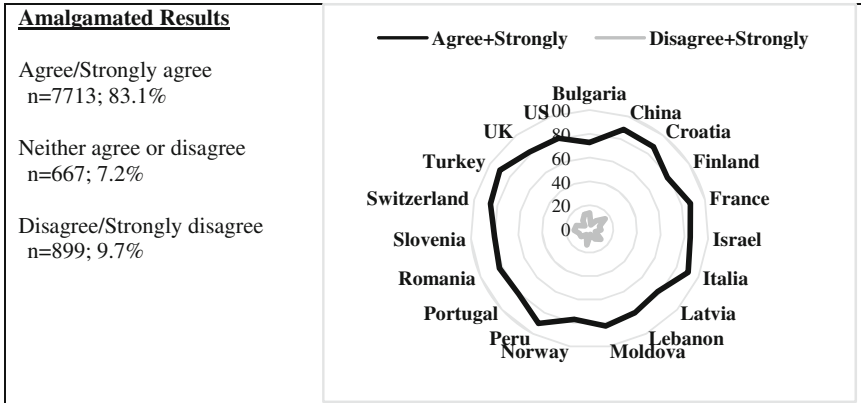 Amalgamated Results
Agree/Strongly agree
n=7713; 83.1%
Neither agree or disagree
n=667; 7.2%
Disagree/Strongly disagree
n=899; 9.7%
Agree+Strongly
Disagree+Strongly
Bulgaria
China
Croatia
Finland
France
Israel
Italia
Latvia
Lebanon
Moldova
Norway
Peru
Portugal
Romania
Slovenia
Switzerland
Turkey
UK
US
100
80
60
40
20
0